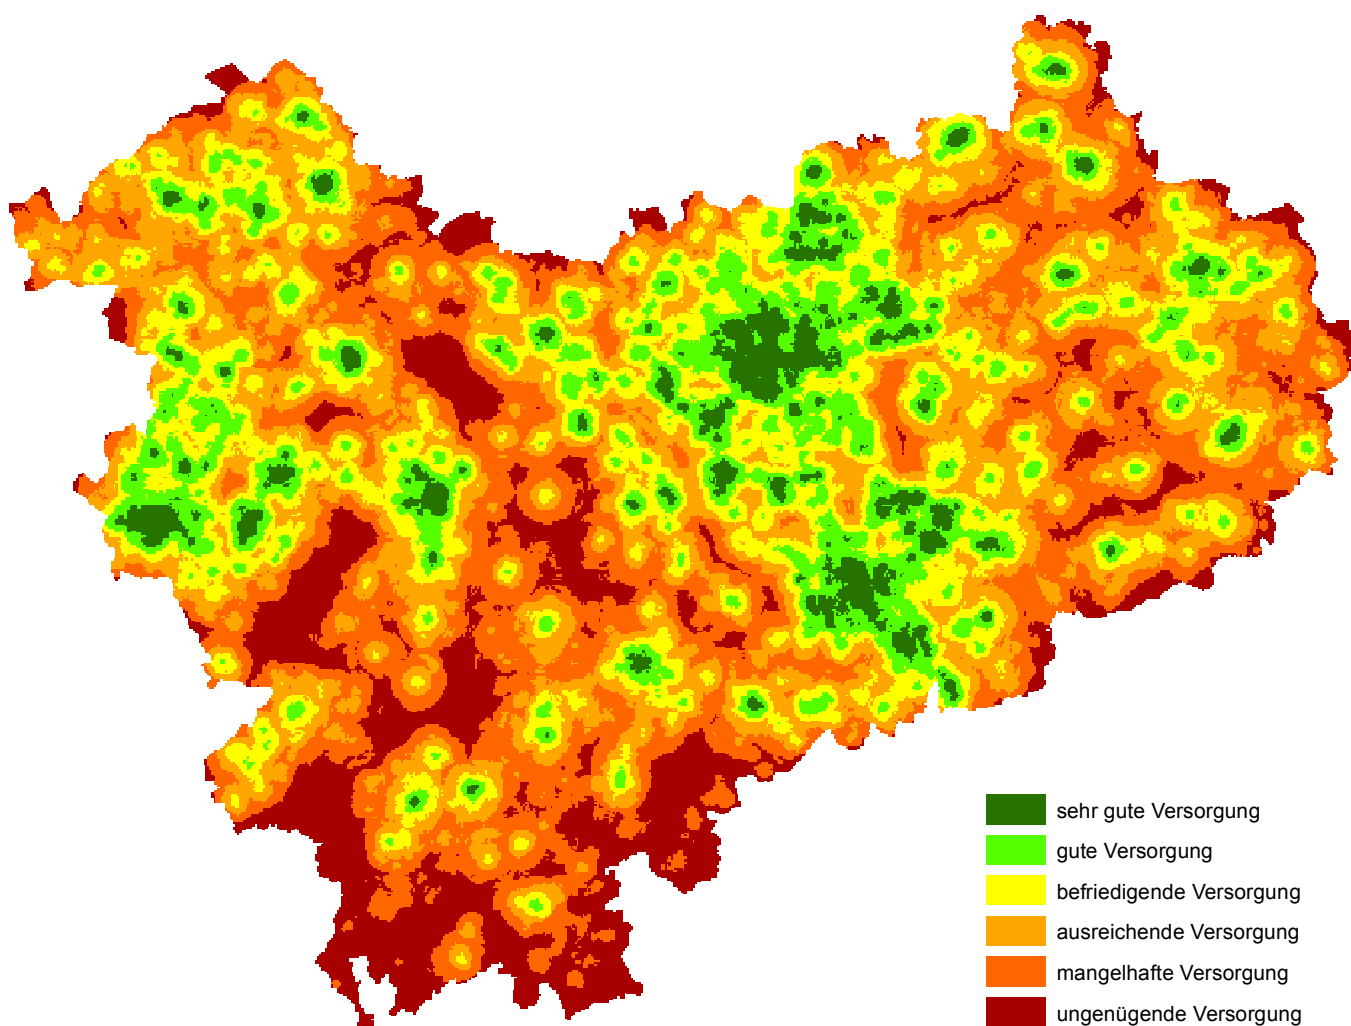 sehr gute Versorgung
gute Versorgung
befriedigende Versorgung
ausreichende Versorgung
mangelhafte Versorgung
ungenügende Versorgung